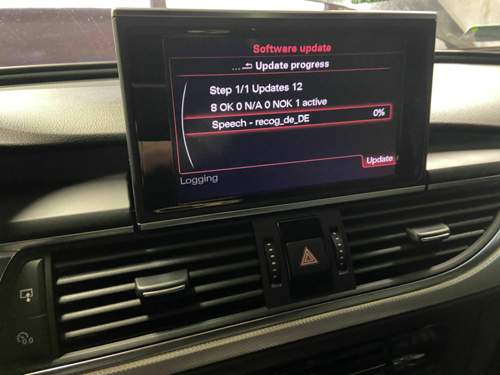 Software update
... Update progress
Step 1/1 Updates 12
8 OK 0 N/A 0 NOK 1 active
Speech - recog_de_DE 0%
Update
Logging